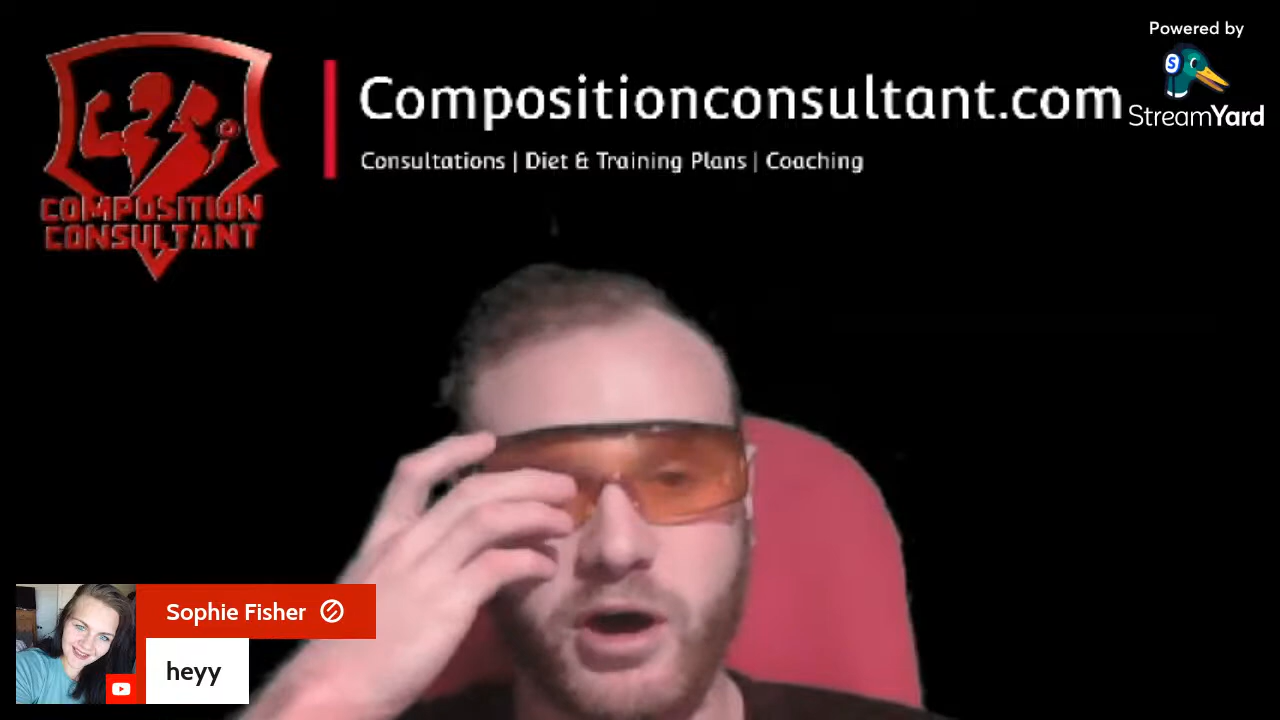 Powered by
StreamYard
Compositionconsultant.com
Consultations | Diet & Training Plans | Coaching
COMPOSITION
CONSULTANT
Sophie Fisher
heyy